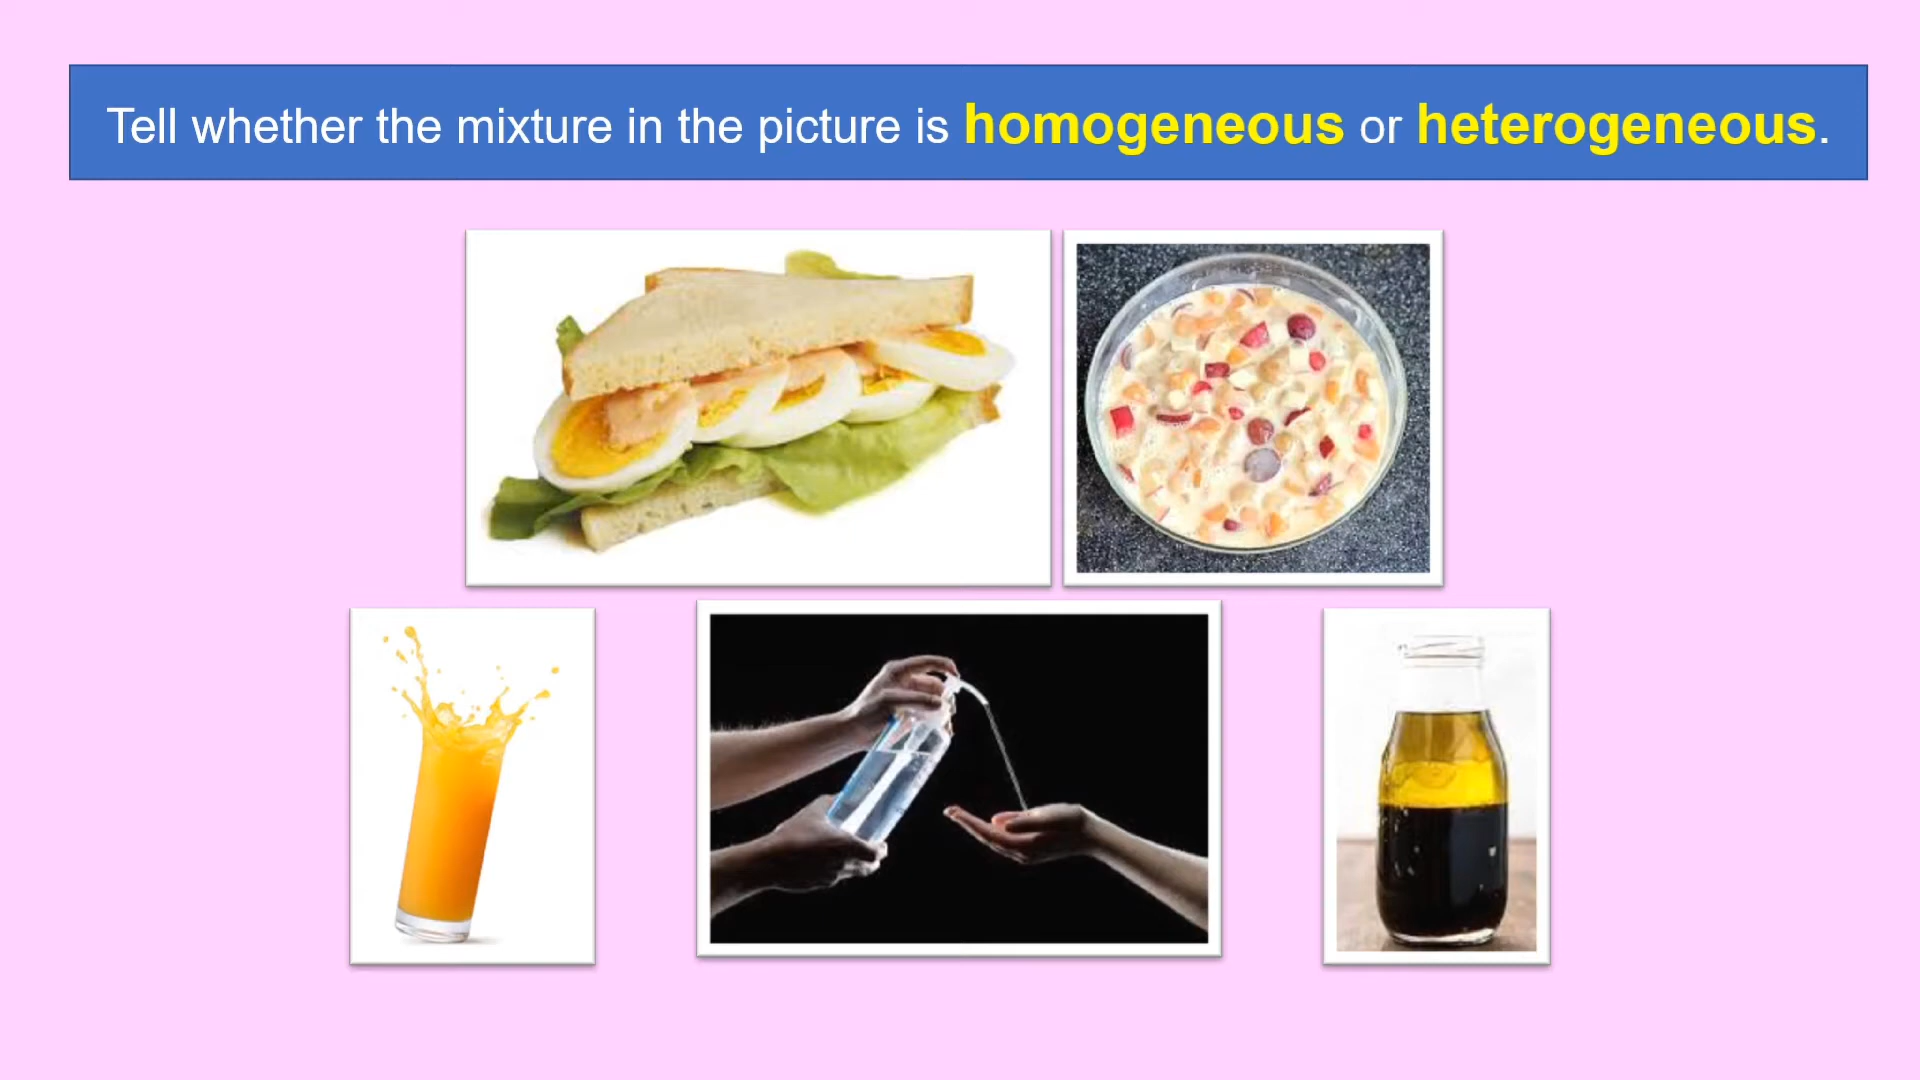 Tell whether the mixture in the picture is homogeneous or heterogeneous.